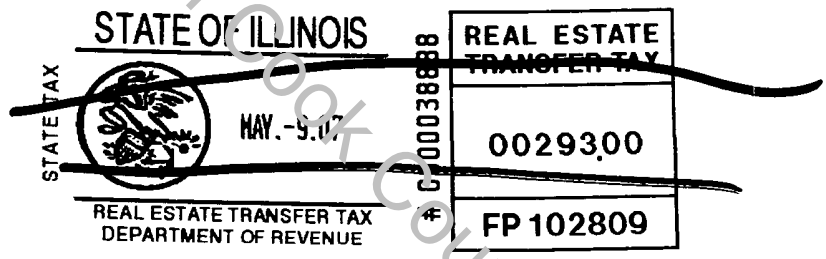 STATE OF ILLINOIS
STATE TAX
MAY.-9.07
REAL ESTATE TRANSFER TAX
DEPARTMENT OF REVENUE
# 0000038888
REAL ESTATE
TRANSFER TAX
0029300
FP 102809